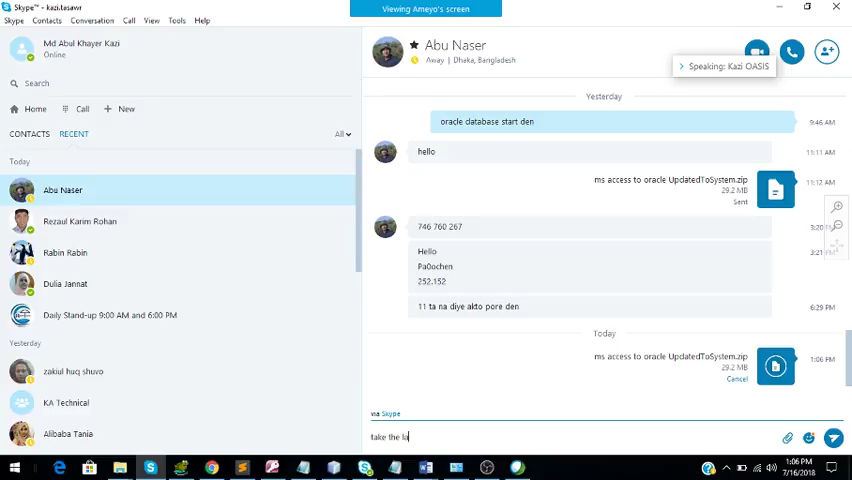 Skype™ - kazi.tasawr
Viewing Ameyo's screen
Skype Contacts Conversation Call View Tools Help
Md Abul Khayer Kazi
Online
Search
Home Call New
CONTACTS RECENT All
Today
Abu Naser
Rezaul Karim Rohan
Rabin Rabin
Dulia Jannat
Daily Stand-up 9:00 AM and 6:00 PM
Yesterday
zakiul huq shuvo
KA Technical
Alibaba Tania
Abu Naser
Away | Dhaka, Bangladesh
Speaking: Kazi OASIS
Yesterday
oracle database start den 9:46 AM
hello 11:11 AM
ms access to oracle UpdatedToSystem.zip 11:12 AM
29.2 MB
Sent
746 760 267 3:20
Hello 3:21
Pa0ochen
252.152
11 ta na diye akto pore den 6:29 PM
Today
ms access to oracle UpdatedToSystem.zip 1:06 PM
29.2 MB
Cancel
via Skype
take the la
1:06 PM
7/16/2018